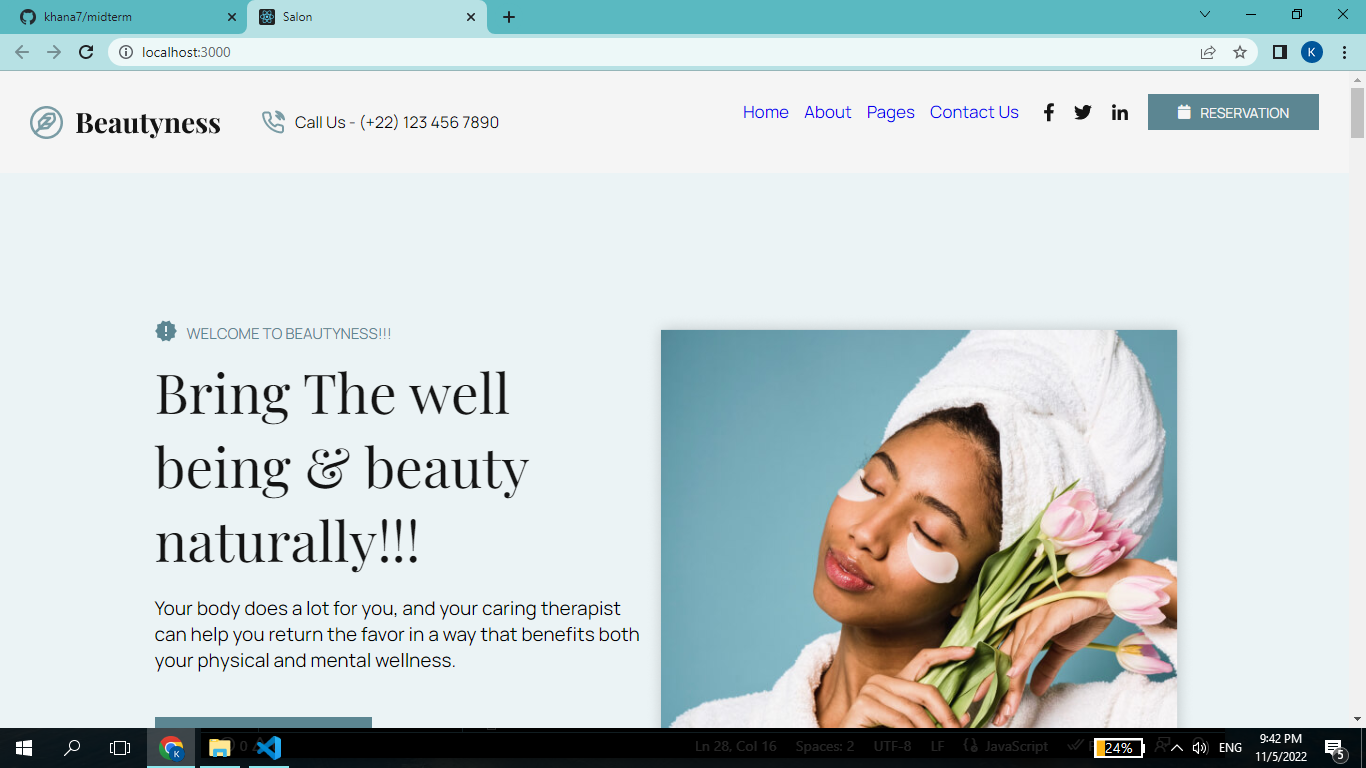 khana7/midterm
Salon
localhost:3000
K
Beautyness
Call Us - (+22) 123 456 7890
Home About Pages Contact Us
RESERVATION
WELCOME TO BEAUTYNESS!!!
Bring The well
being & beauty
naturally!!!
Your body does a lot for you, and your caring therapist
can help you return the favor in a way that benefits both
your physical and mental wellness.
K
0
Ln 28, Col 16 Spaces: 2 UTF-8 LF JavaScript
24%
ENG
9:42 PM
11/5/2022
5